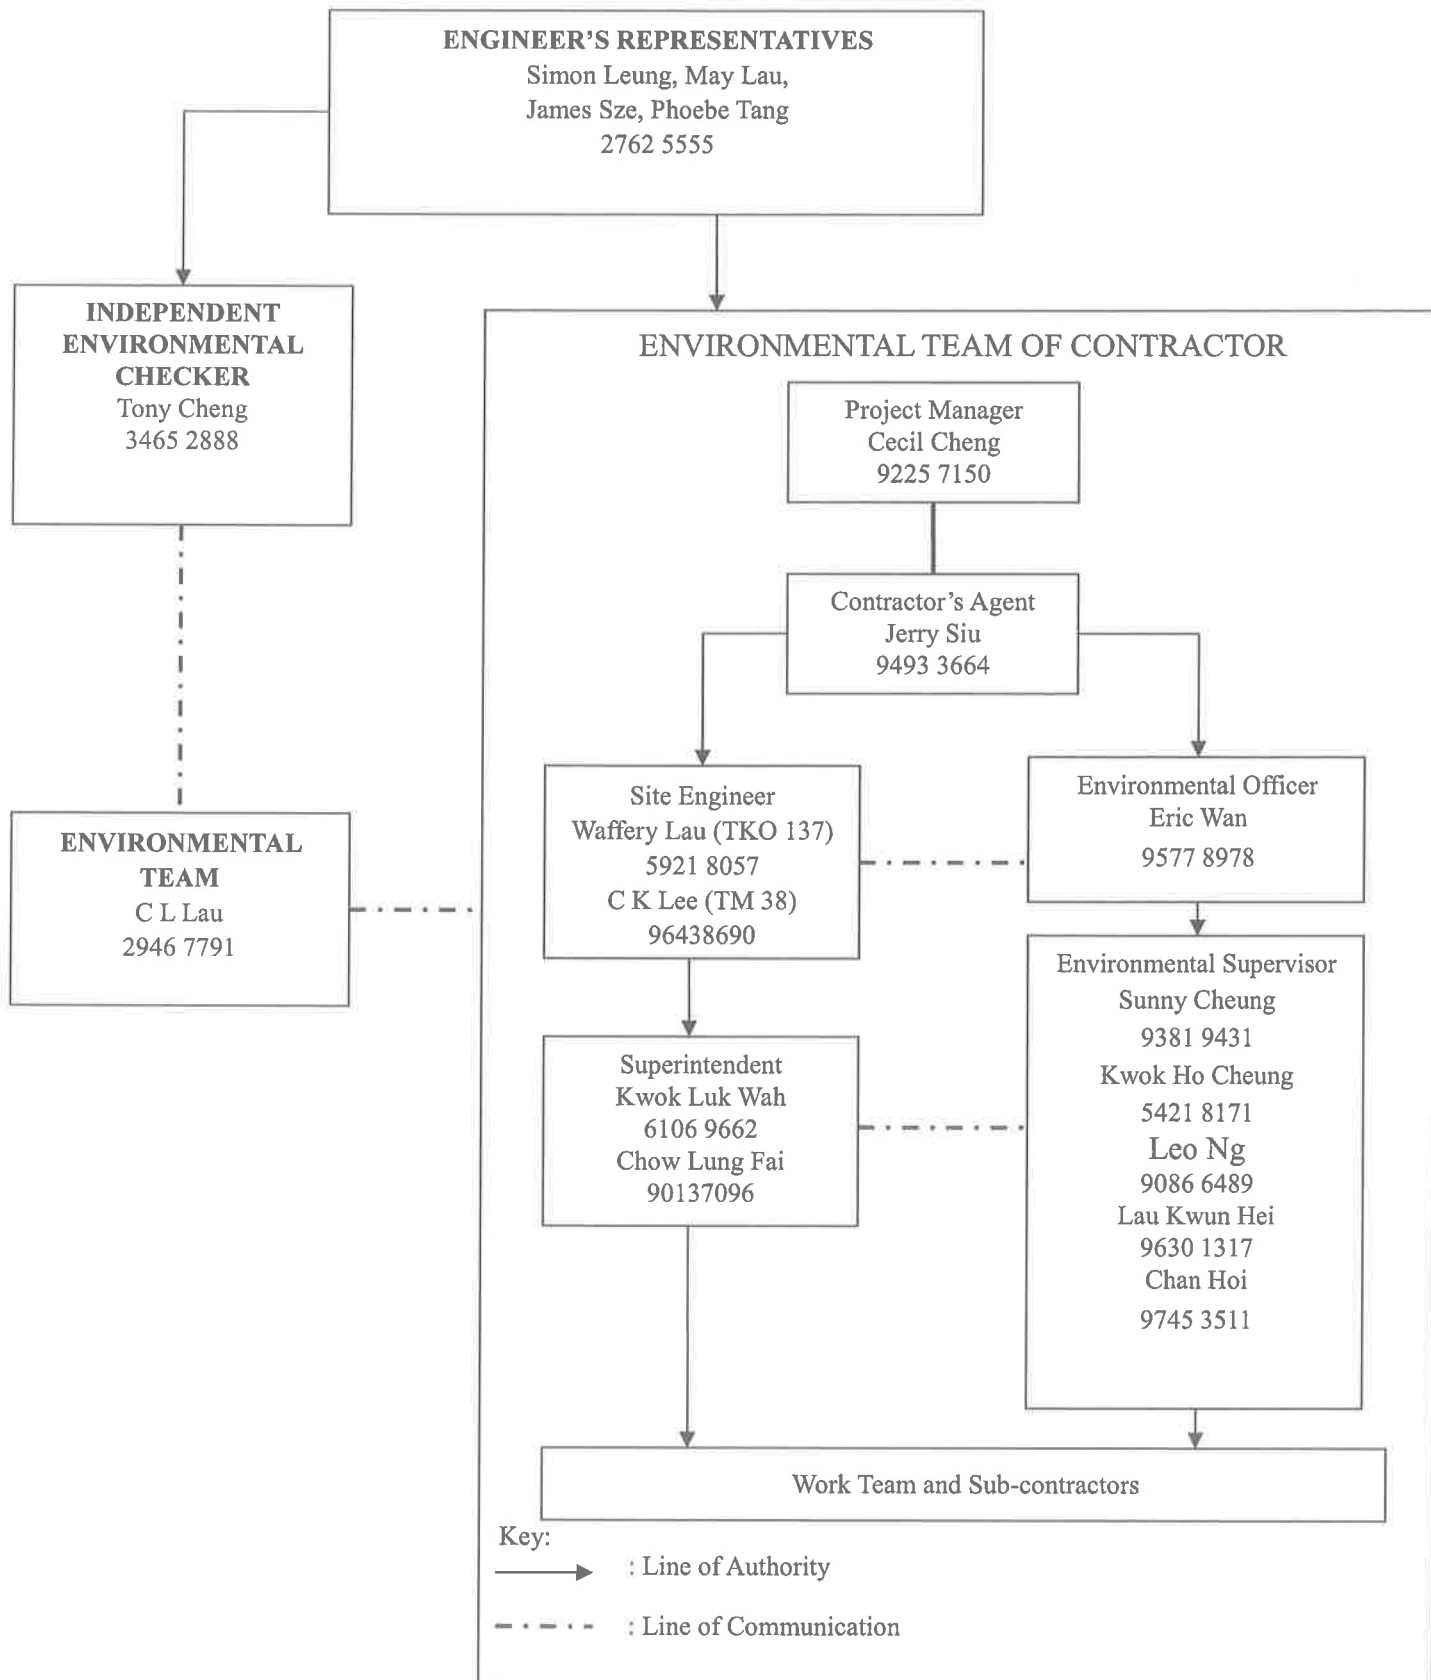 ENGINEER'S REPRESENTATIVES
Simon Leung, May Lau,
James Sze, Phoebe Tang
2762 5555
INDEPENDENT
ENVIRONMENTAL
CHECKER
Tony Cheng
3465 2888
ENVIRONMENTAL
TEAM
C L Lau
2946 7791
ENVIRONMENTAL TEAM OF CONTRACTOR
Project Manager
Cecil Cheng
9225 7150
Contractor's Agent
Jerry Siu
9493 3664
Site Engineer
Waffery Lau (TKO 137)
5921 8057
C K Lee (TM 38)
96438690
Environmental Officer
Eric Wan
9577 8978
Superintendent
Kwok Luk Wah
6106 9662
Chow Lung Fai
90137096
Environmental Supervisor
Sunny Cheung
9381 9431
Kwok Ho Cheung
5421 8171
Leo Ng
9086 6489
Lau Kwun Hei
9630 1317
Chan Hoi
9745 3511
Work Team and Sub-contractors
Key:
: Line of Authority
: Line of Communication